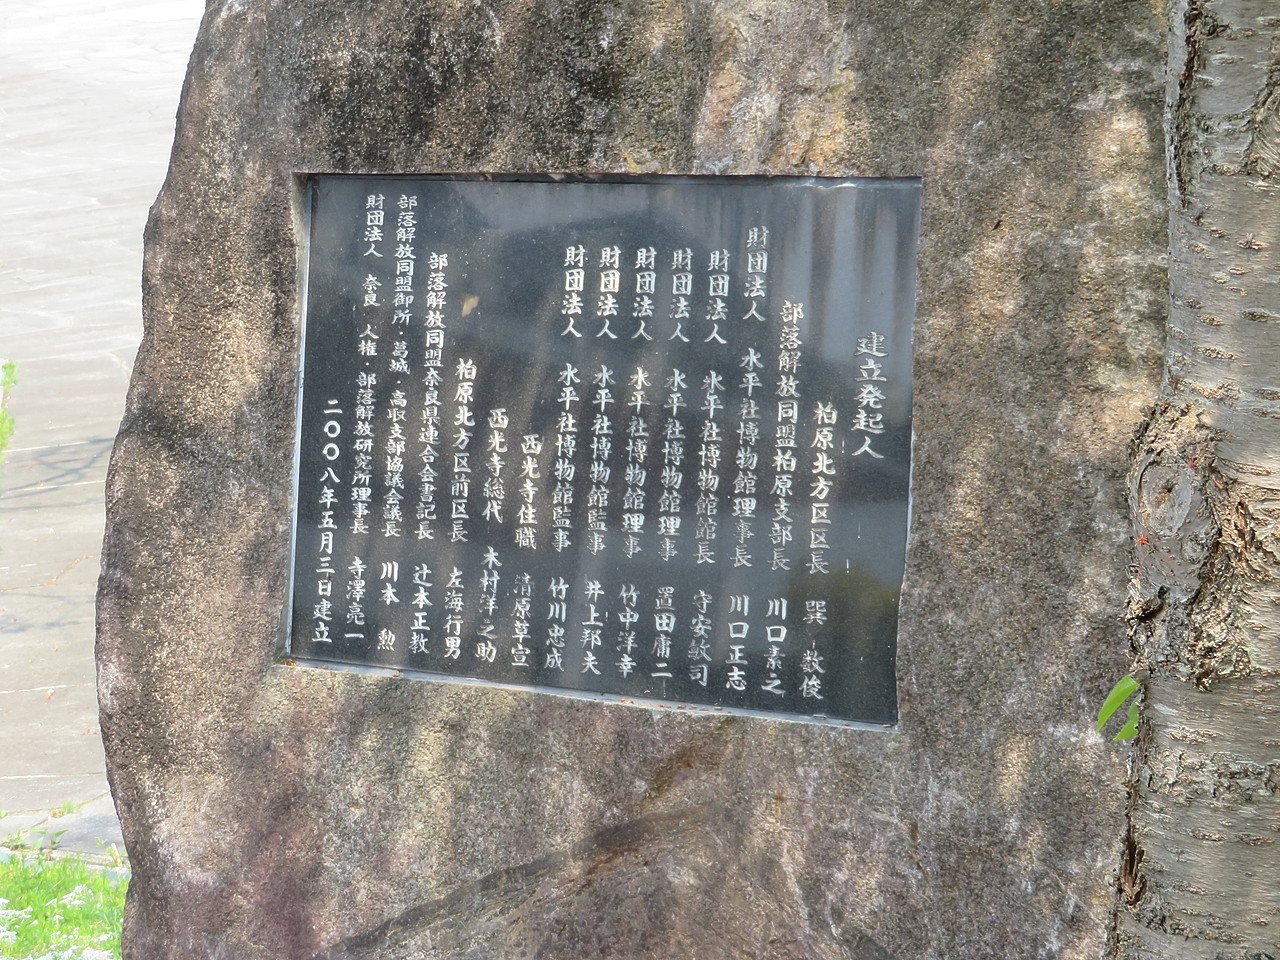 建立発起人
柏原北方区区長 巽 数俊
部落解放同盟柏原支部長 川口素之
財団法人 水平社博物館理事長 川口正志
財団法人 水平社博物館館長 守安敏司
財団法人 水平社博物館理事 置田庸二
財団法人 水平社博物館理事 竹中洋幸
財団法人 水平社博物館監事 井上邦夫
財団法人 水平社博物館監事 竹川忠成
西光寺住職 清原草宣
西光寺総代 木村洋之助
柏原北方区前区長 左海行男
部落解放同盟奈良県連合会書記長 辻本正教
部落解放同盟御所・葛城・高取支部協議会議長 川本 勲
財団法人 奈良 人権・部落解放研究所理事長 寺澤亮一
二〇〇八年五月三日建立